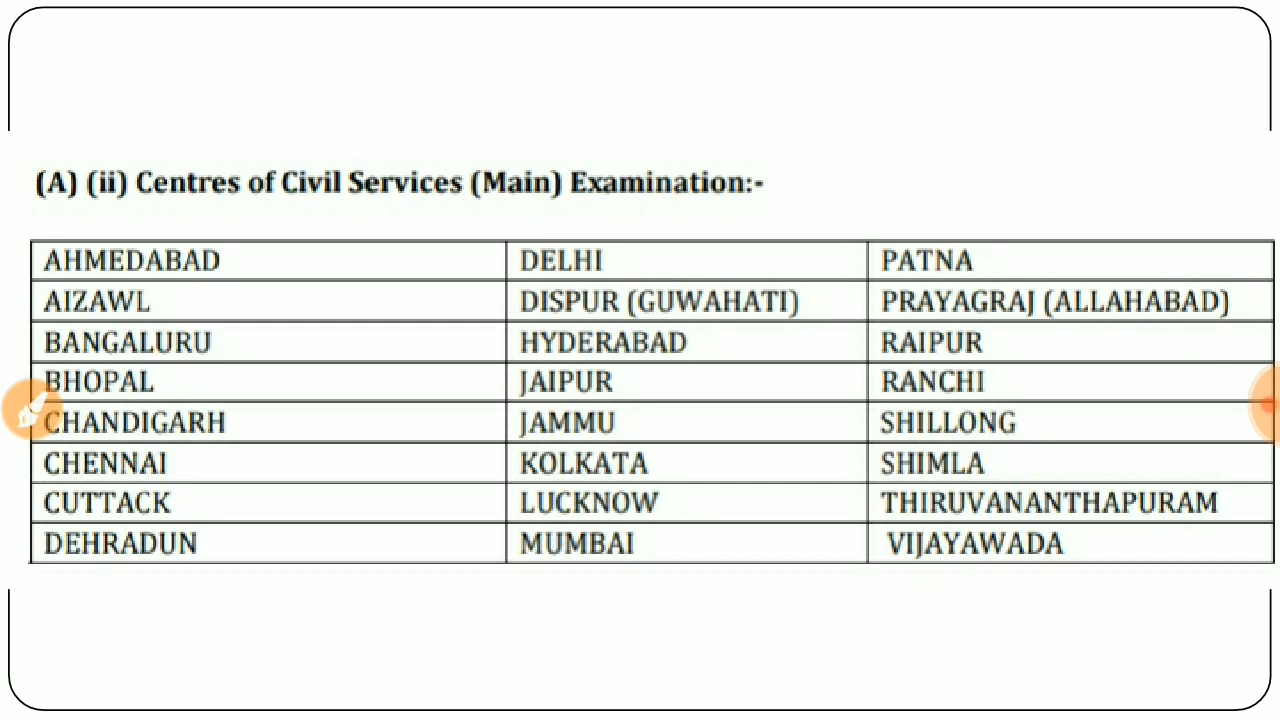 (A) (ii) Centres of Civil Services (Main) Examination:-
AHMEDABAD DELHI PATNA
AIZAWL DISPUR (GUWAHATI) PRAYAGRAJ (ALLAHABAD)
BANGALURU HYDERABAD RAIPUR
BHOPAL JAIPUR RANCHI
CHANDIGARH JAMMU SHILLONG
CHENNAI KOLKATA SHIMLA
CUTTACK LUCKNOW THIRUVANANTHAPURAM
DEHRADUN MUMBAI VIJAYAWADA